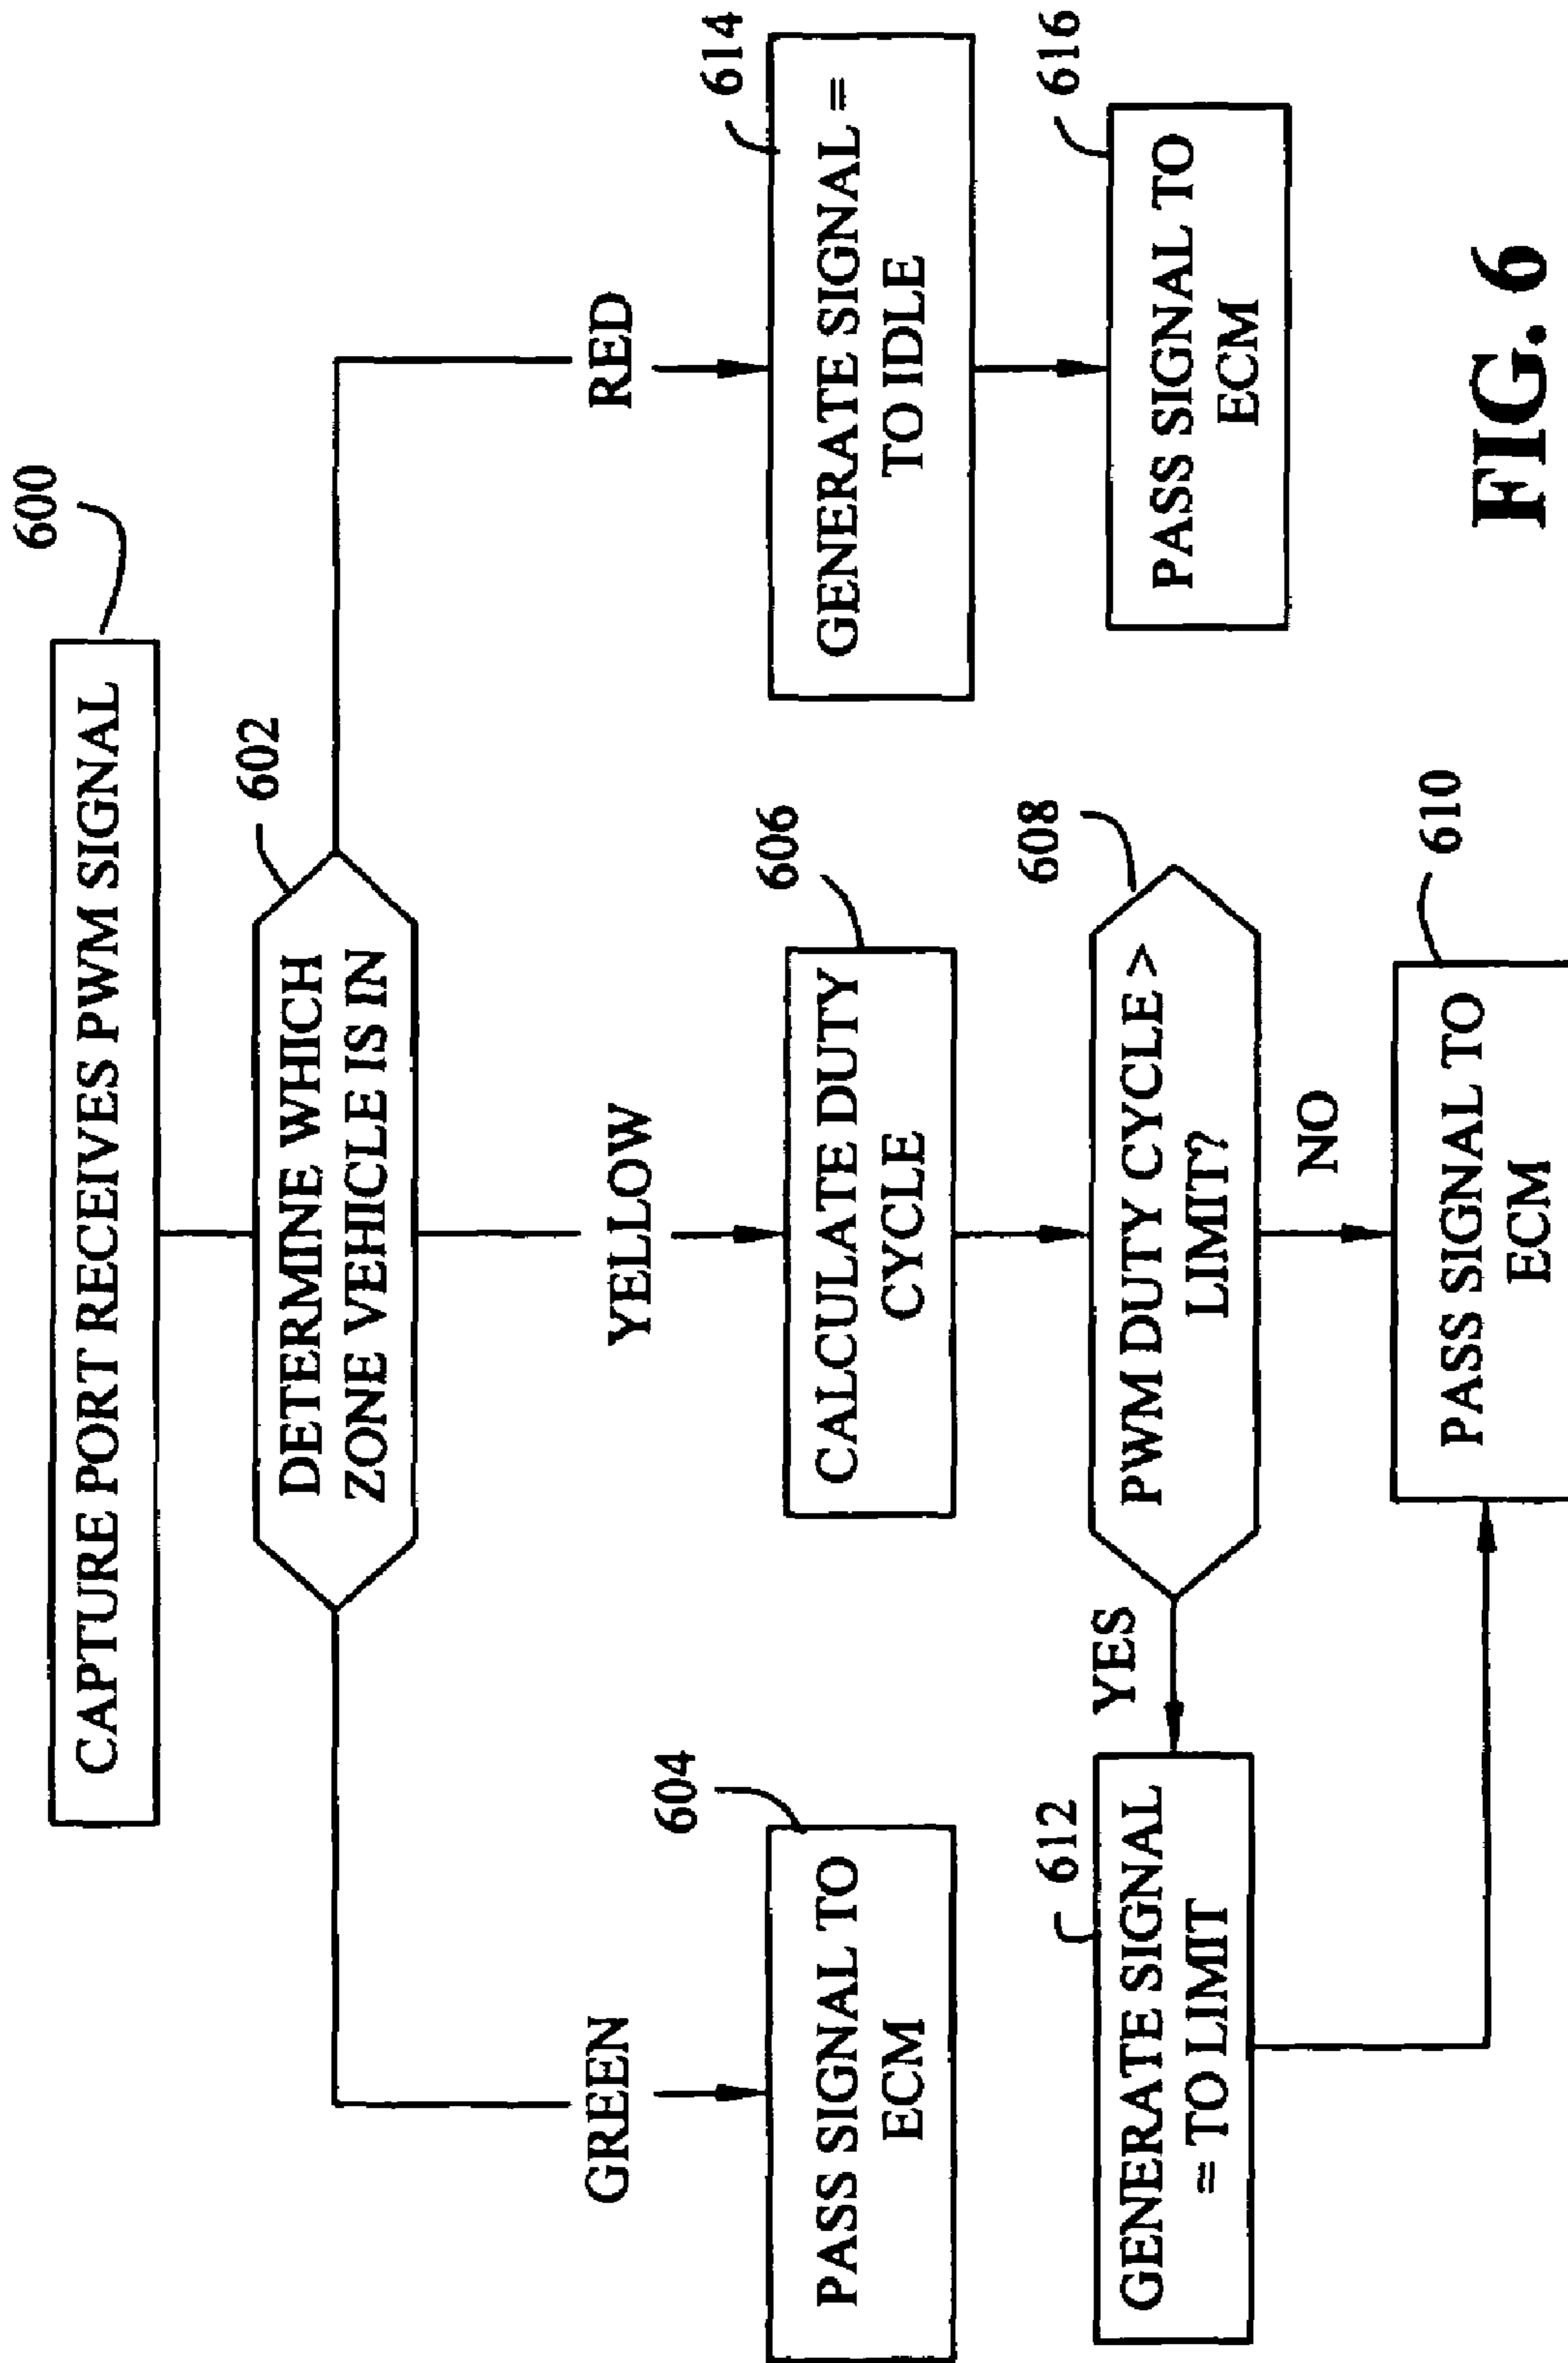 600
CAPTURE PORT RECEIVES PWM SIGNAL
602
DETERMINE WHICH
ZONE VEHICLE IS IN
GREEN
YELLOW
RED
604
PASS SIGNAL TO
ECM
606
CALCULATE DUTY
CYCLE
614
GENERATE SIGNAL =
TO IDLE
612
GENERATE SIGNAL
= TO LIMIT
YES
608
PWM DUTY CYCLE >
LIMIT?
NO
616
PASS SIGNAL TO
ECM
610
PASS SIGNAL TO
ECM
FIG. 6